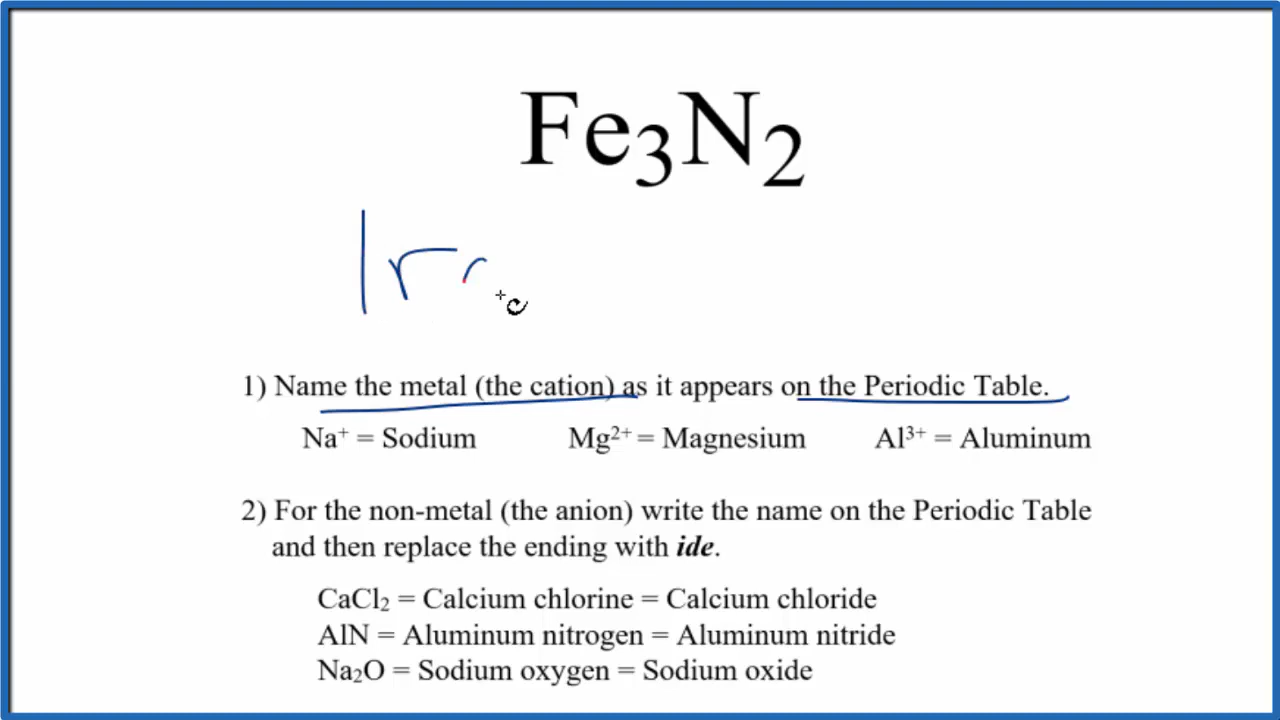 Fe₃N₂
Ir
1) Name the metal (the cation) as it appears on the Periodic Table.
Na⁺ = Sodium Mg²⁺ = Magnesium Al³⁺ = Aluminum
2) For the non-metal (the anion) write the name on the Periodic Table
and then replace the ending with ide.
CaCl₂ = Calcium chlorine = Calcium chloride
AlN = Aluminum nitrogen = Aluminum nitride
Na₂O = Sodium oxygen = Sodium oxide